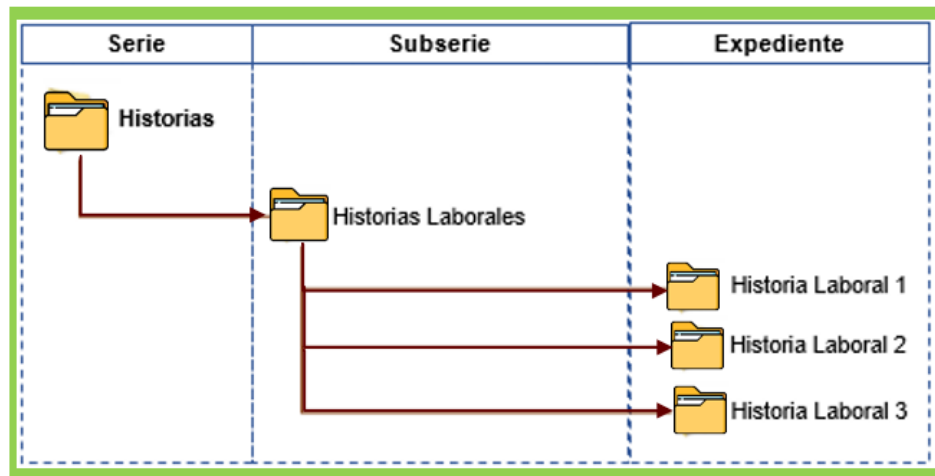 Serie
Subserie
Expediente
Historias
Historias Laborales
Historia Laboral 1
Historia Laboral 2
Historia Laboral 3